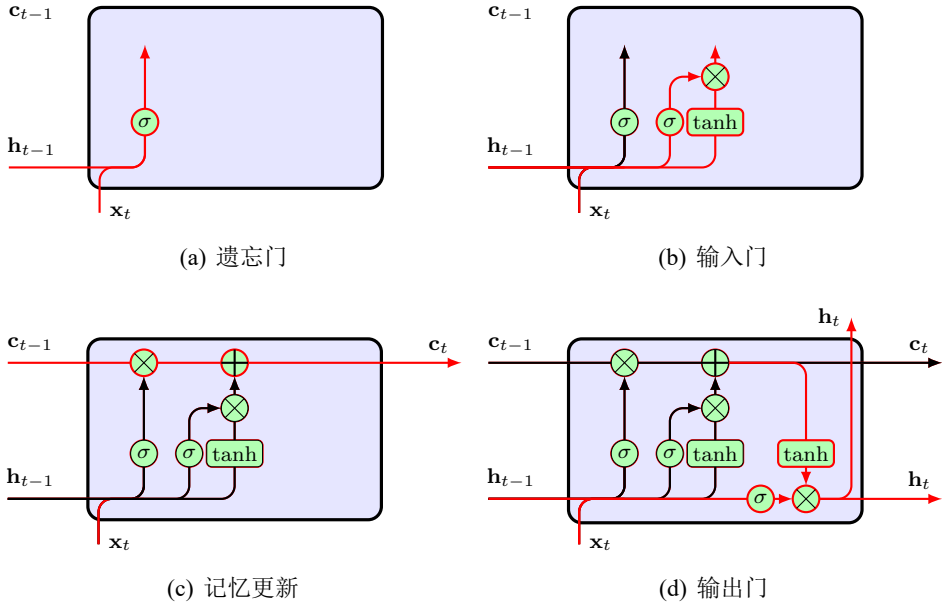 c_{t−1}
σ
h_{t−1}
x_t
(a) 遗忘门
c_{t−1}
σ σ tanh
h_{t−1}
x_t
(b) 输入门
c_{t−1} c_t
σ σ tanh
h_{t−1}
x_t
(c) 记忆更新
h_t
c_{t−1} c_t
σ σ tanh tanh
h_{t−1} σ h_t
x_t
(d) 输出门